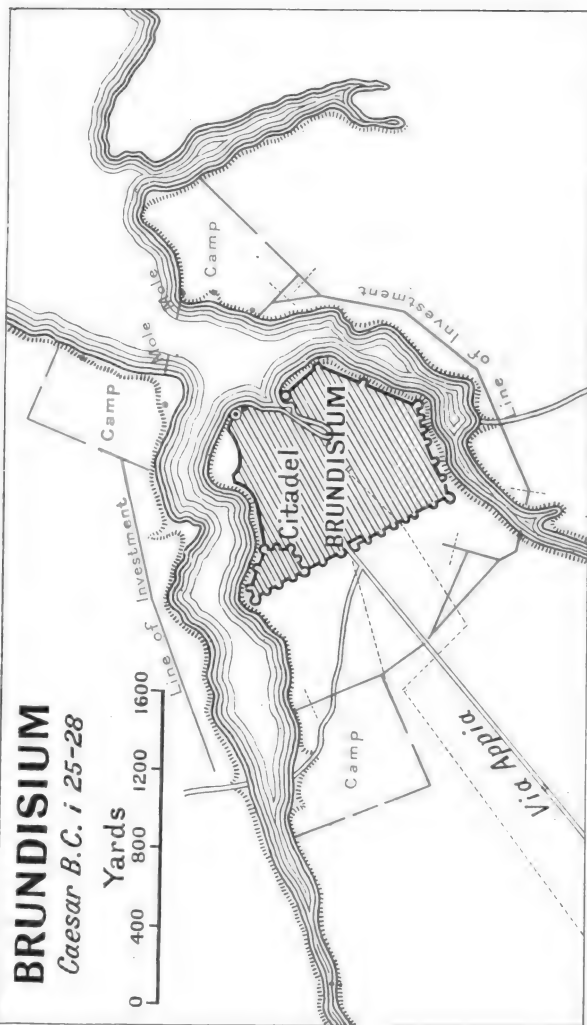 BRUNDISIUM
Caesar B.C. i 25-28
Yards
0 400 800 1200 1600
Camp
Mole
Mole
Camp
Line of Investment
Line of Investment
Citadel
BRUNDISIUM
Camp
Via Appia